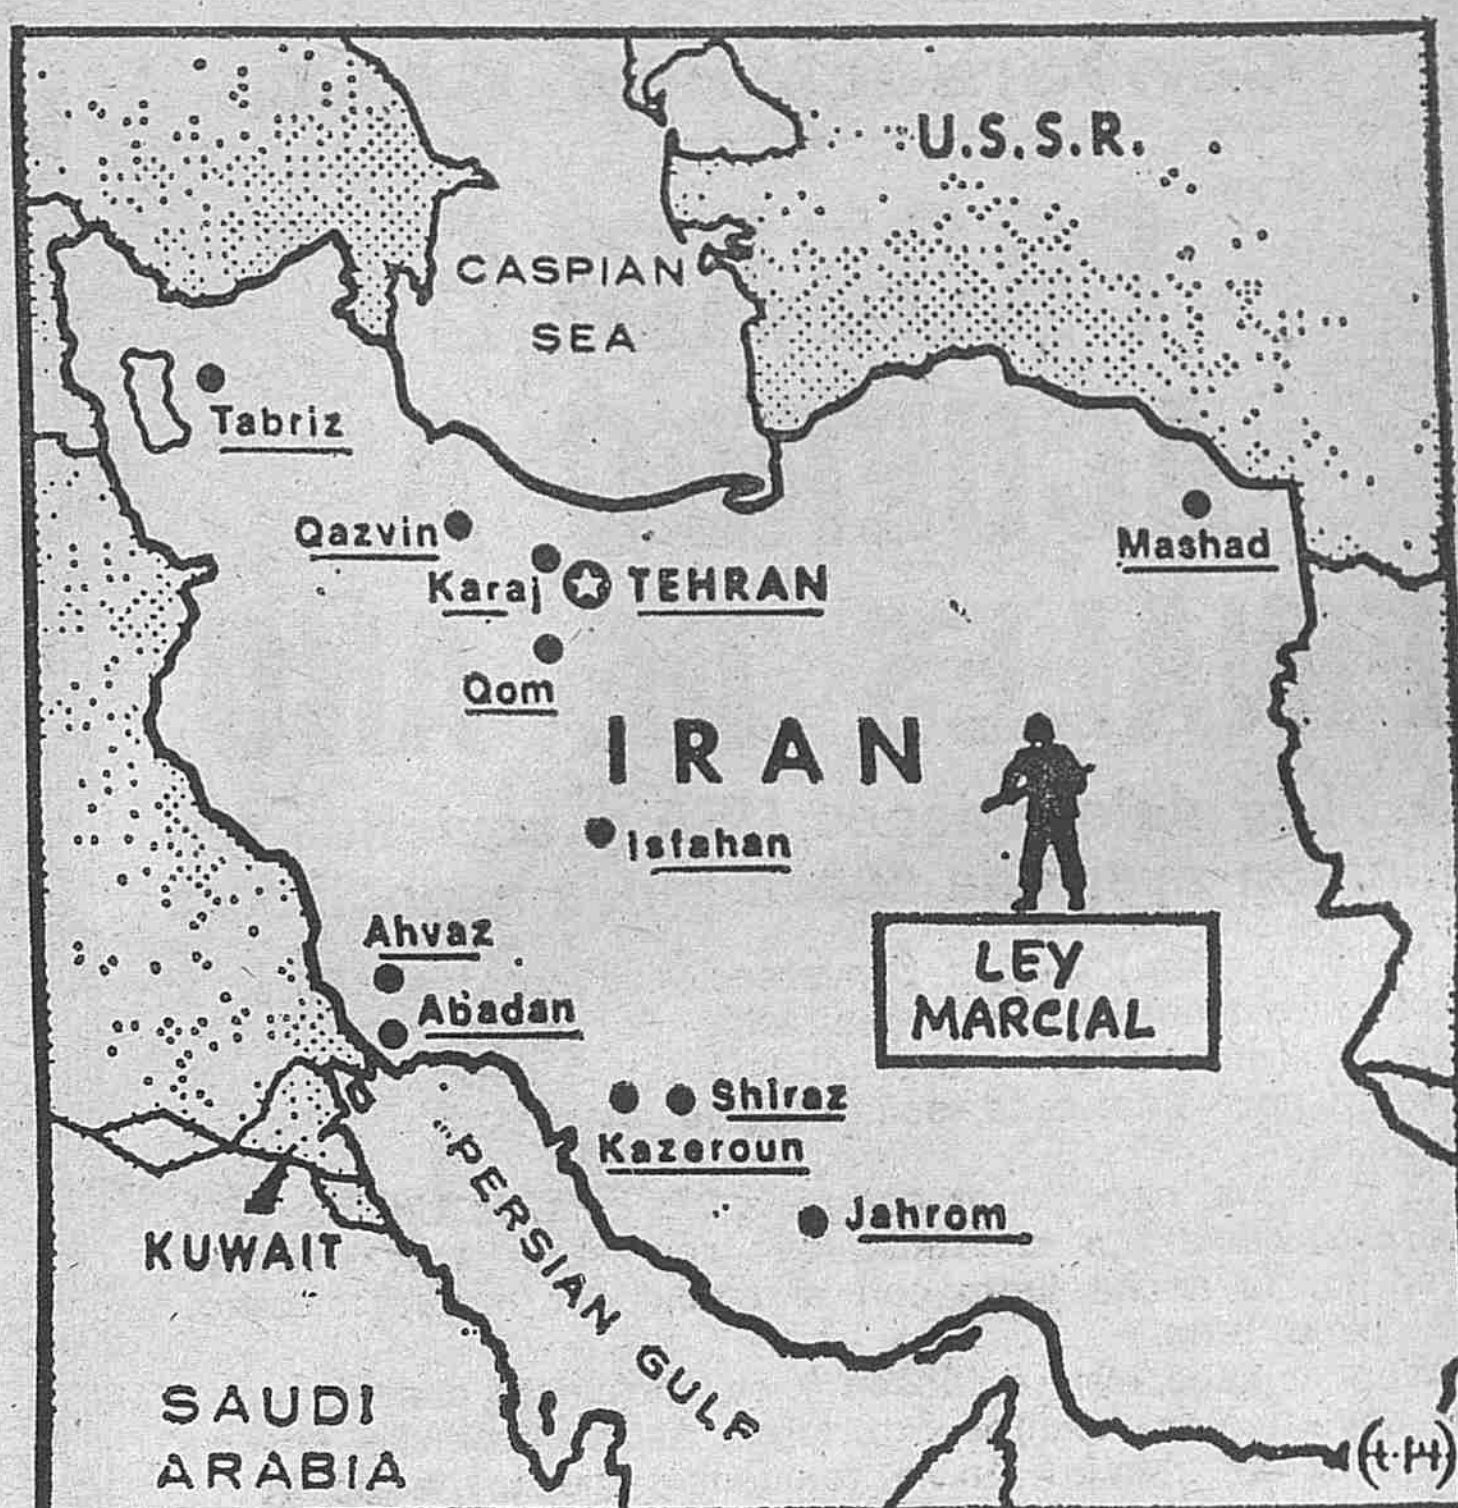 U.S.S.R.
CASPIAN
SEA
Tabriz
Qazvin
Mashad
Karaj
TEHRAN
Qom
IRAN
Isfahan
Ahvaz
LEY
MARCIAL
Abadan
Shiraz
Kazeroun
PERSIAN GULF
Jahrom
KUWAIT
SAUDI
ARABIA